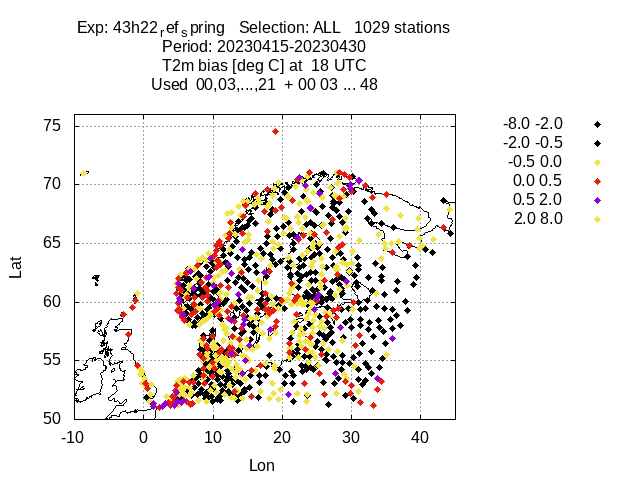 Exp: 43h22refspring   Selection: ALL   1029 stations
Period: 20230415-20230430
T2m bias [deg C] at  18 UTC
Used  00,03,...,21  + 00 03 ... 48
-8.0 -2.0
-2.0 -0.5
-0.5 0.0
0.0 0.5
0.5 2.0
2.0 8.0
75
70
65
60
55
50
Lat
-10 0 10 20 30 40
Lon